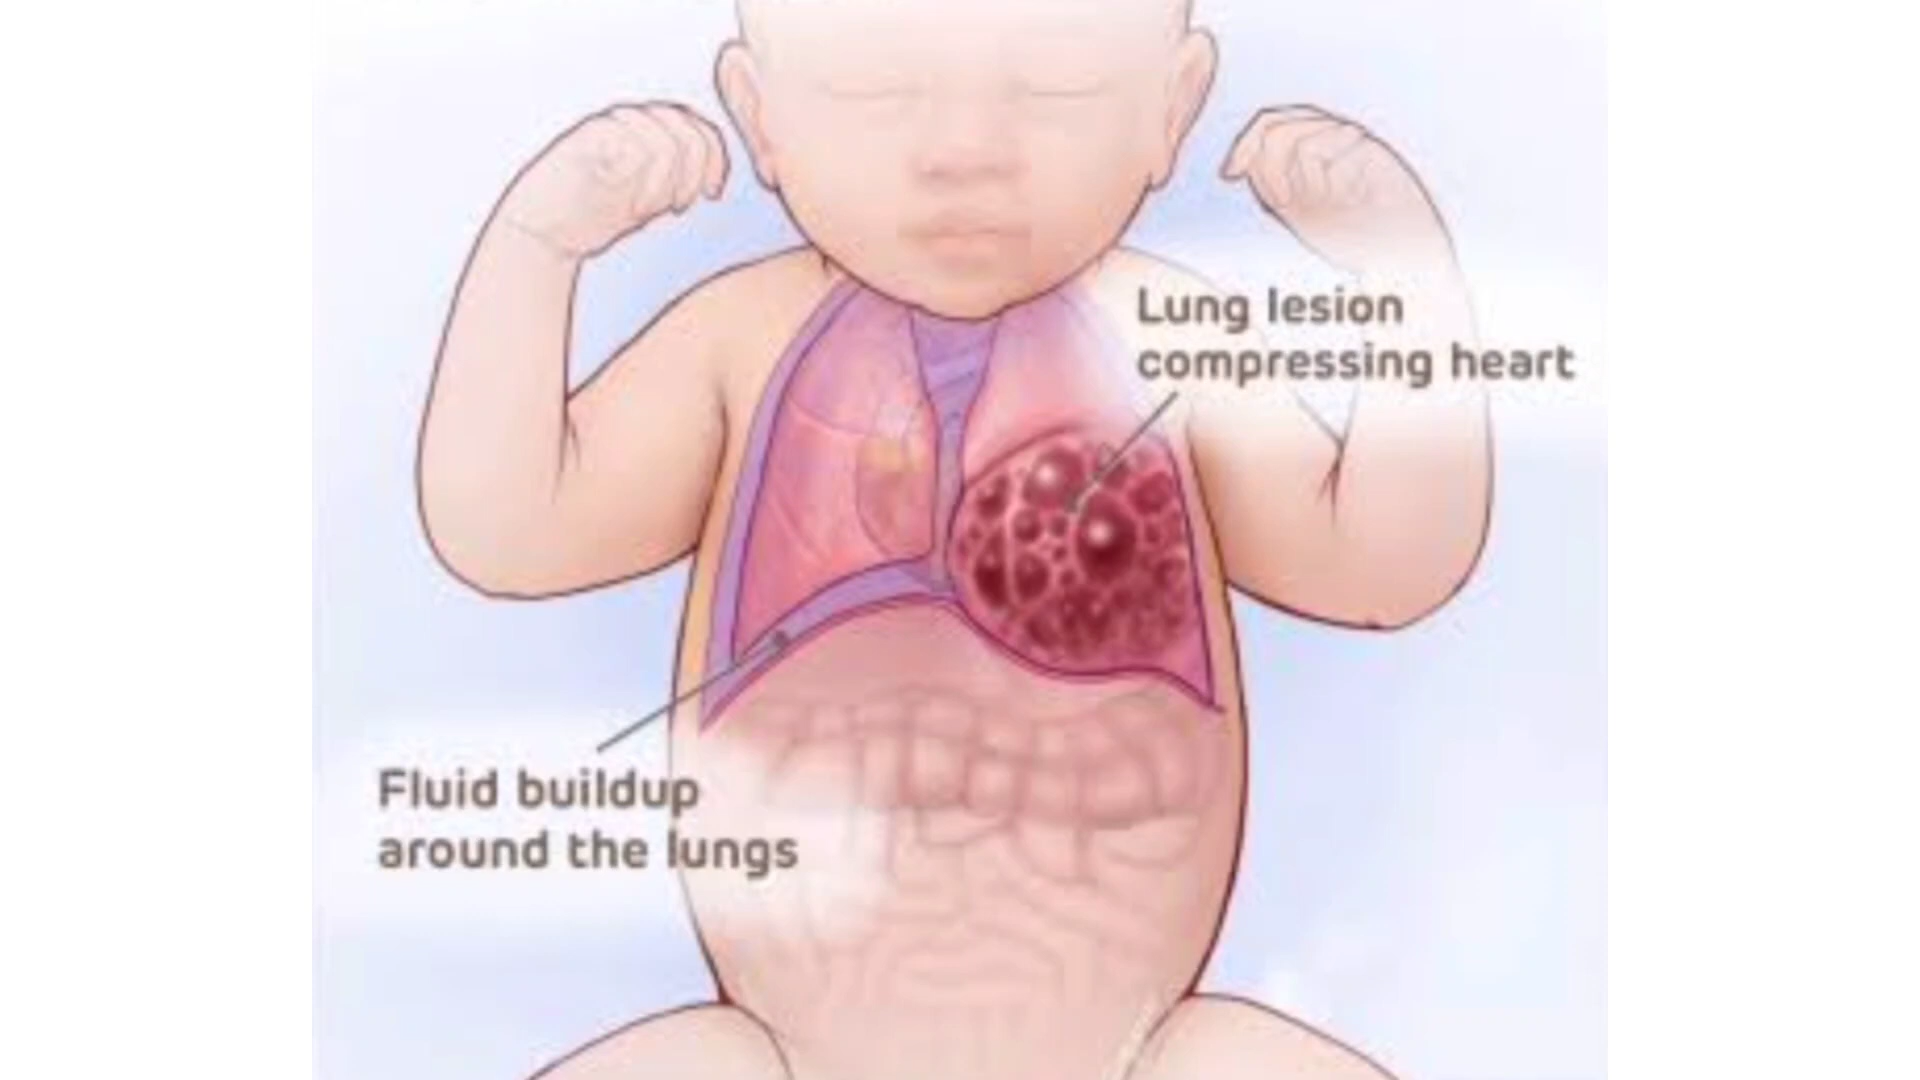 Lung lesion
compressing heart
Fluid buildup
around the lungs